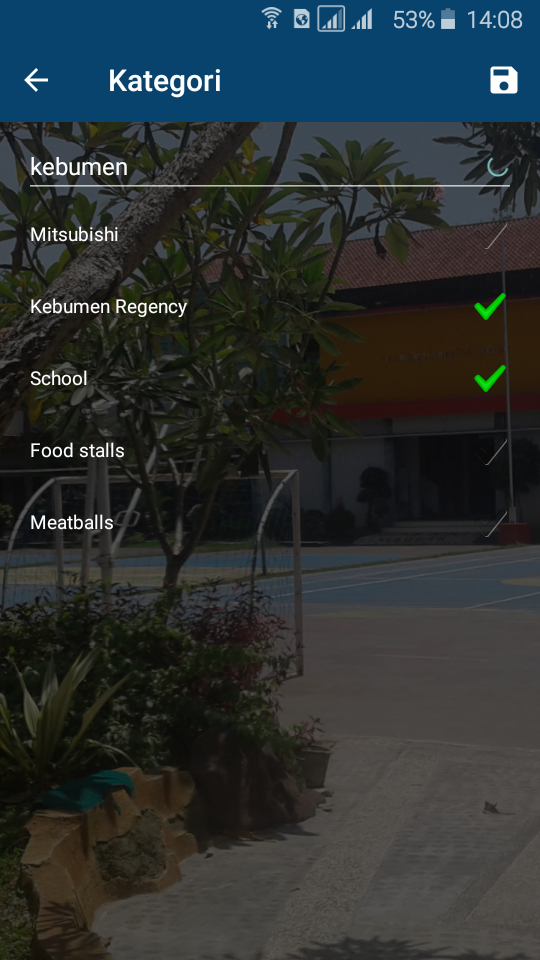 53% 14:08
Kategori
kebumen
Mitsubishi
Kebumen Regency
School
Food stalls
Meatballs